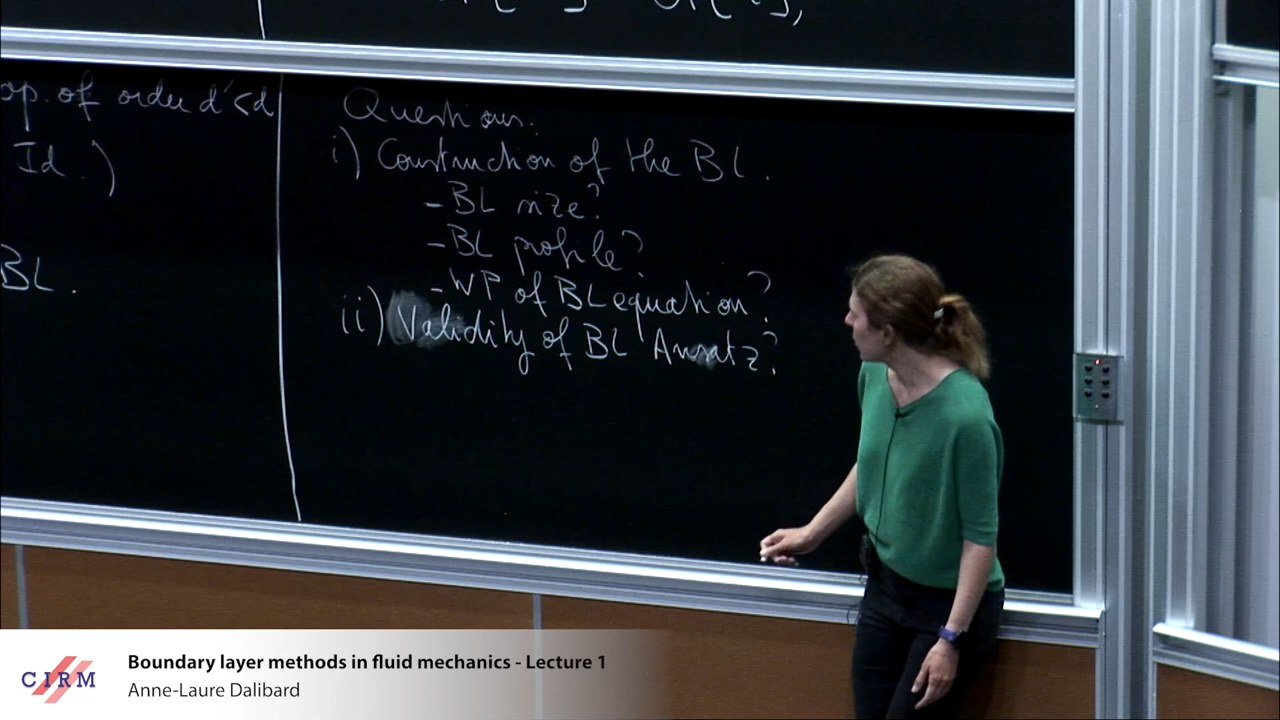 op. of order d'<d
Id.)
BL.
Questions:
i) Construction of the BL.
- BL size?
- BL profile?
- WP of BL equation?
ii) Validity of BL Ansatz?
CIRM
Boundary layer methods in fluid mechanics - Lecture 1
Anne-Laure Dalibard